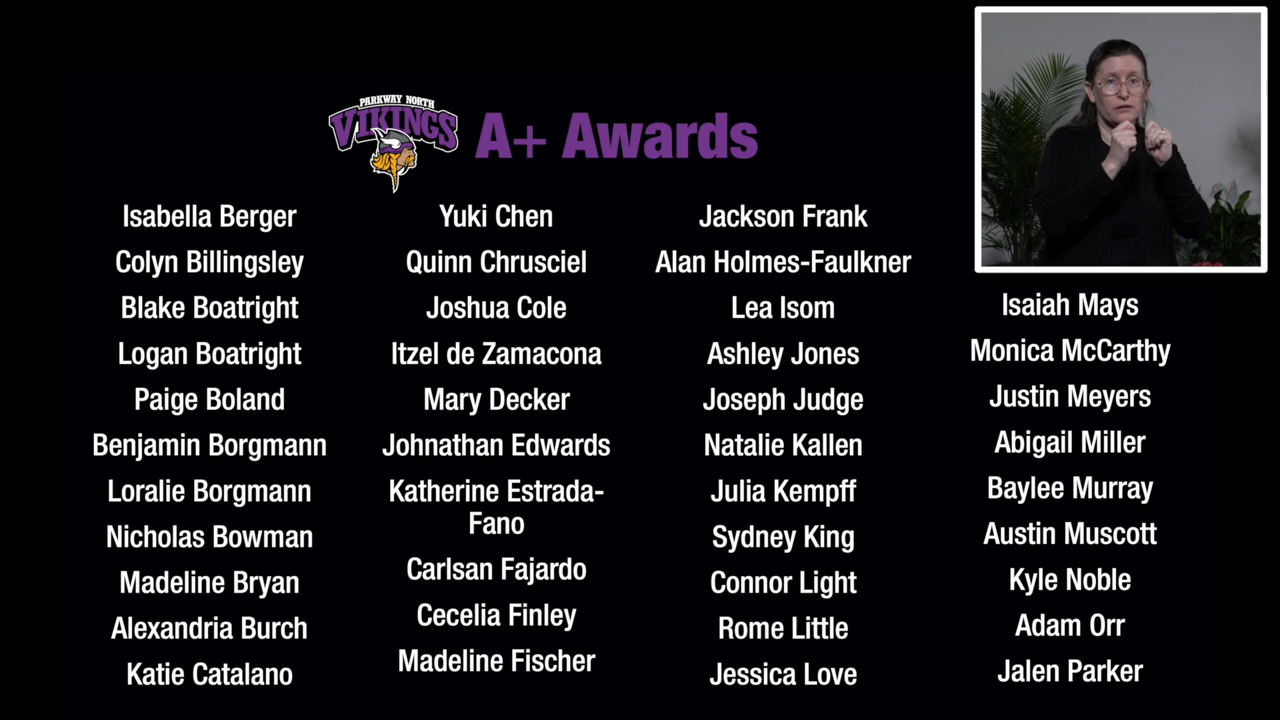 PARKWAY NORTH
VIKINGS
A+ Awards
Isabella Berger
Colyn Billingsley
Blake Boatright
Logan Boatright
Paige Boland
Benjamin Borgmann
Loralie Borgmann
Nicholas Bowman
Madeline Bryan
Alexandria Burch
Katie Catalano
Yuki Chen
Quinn Chrusciel
Joshua Cole
Itzel de Zamacona
Mary Decker
Johnathan Edwards
Katherine Estrada-
Fano
Carlsan Fajardo
Cecelia Finley
Madeline Fischer
Jackson Frank
Alan Holmes-Faulkner
Lea Isom
Ashley Jones
Joseph Judge
Natalie Kallen
Julia Kempff
Sydney King
Connor Light
Rome Little
Jessica Love
Isaiah Mays
Monica McCarthy
Justin Meyers
Abigail Miller
Baylee Murray
Austin Muscott
Kyle Noble
Adam Orr
Jalen Parker